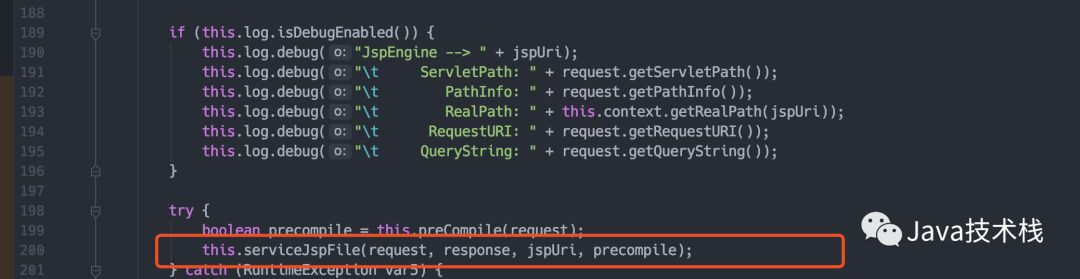 188
189 if (this.log.isDebugEnabled()) {
190 this.log.debug( o: "JspEngine --> " + jspUri);
191 this.log.debug( o: "\t     ServletPath: " + request.getServletPath());
192 this.log.debug( o: "\t        PathInfo: " + request.getPathInfo());
193 this.log.debug( o: "\t        RealPath: " + this.context.getRealPath(jspUri));
194 this.log.debug( o: "\t      RequestURI: " + request.getRequestURI());
195 this.log.debug( o: "\t     QueryString: " + request.getQueryString());
196 }
197
198 try {
199 boolean precompile = this.preCompile(request);
200 this.serviceJspFile(request, response, jspUri, precompile);
201 } catch (RuntimeException var5) {
Java技术栈